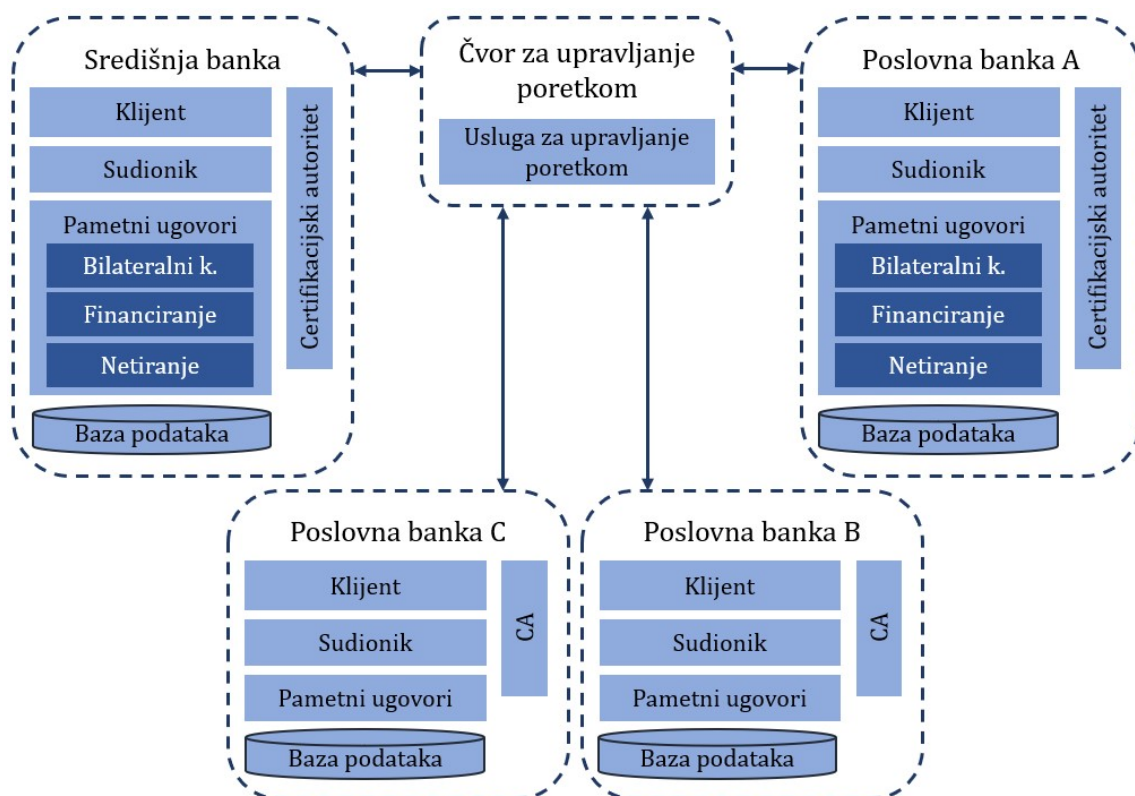 Središnja banka
Klijent
Sudionik
Pametni ugovori
Bilateralni k.
Financiranje
Netiranje
Baza podataka
Certifikacijski autoritet
Čvor za upravljanje
poretkom
Usluga za upravljanje
poretkom
Poslovna banka A
Klijent
Sudionik
Pametni ugovori
Bilateralni k.
Financiranje
Netiranje
Baza podataka
Certifikacijski autoritet
Poslovna banka C
Klijent
Sudionik
Pametni ugovori
Baza podataka
CA
Poslovna banka B
Klijent
Sudionik
Pametni ugovori
Baza podataka
CA